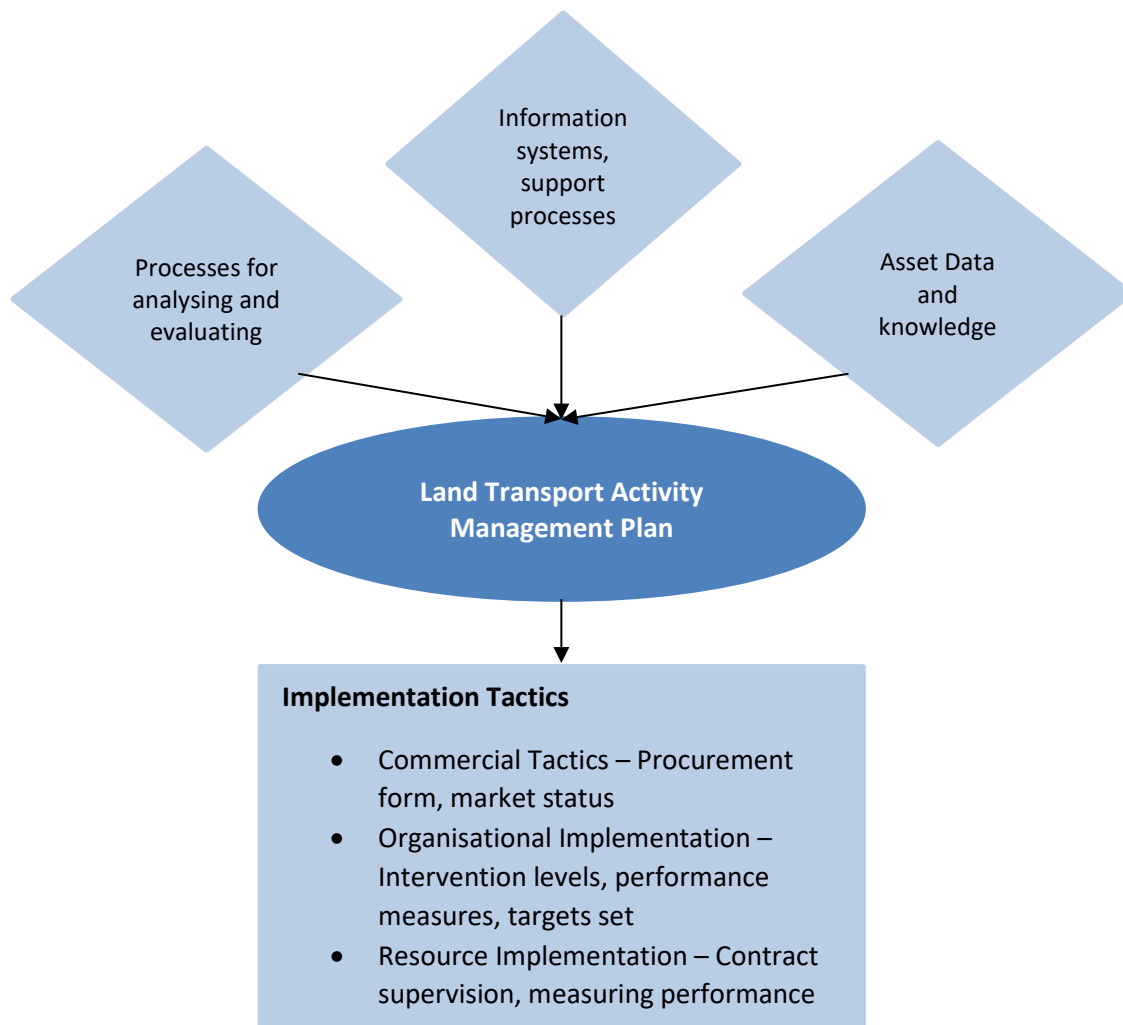 Information
systems,
support
processes
Processes for
analysing and
evaluating
Asset Data
and
knowledge
Land Transport Activity
Management Plan
Implementation Tactics
• Commercial Tactics – Procurement
form, market status
• Organisational Implementation –
Intervention levels, performance
measures, targets set
• Resource Implementation – Contract
supervision, measuring performance